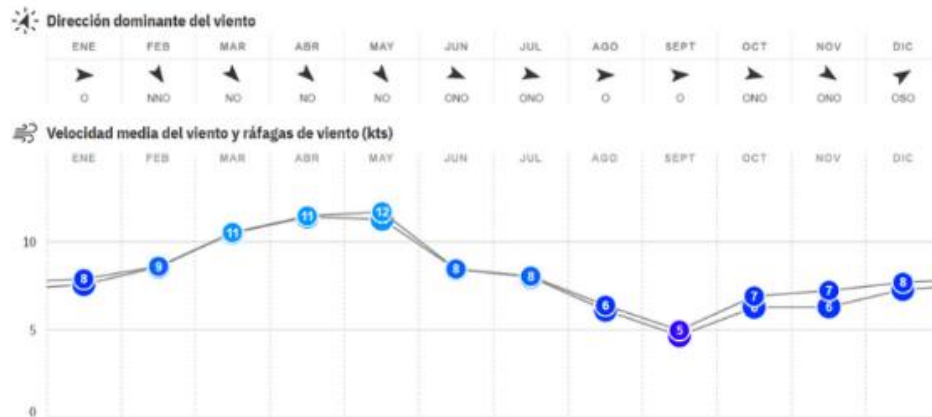 Dirección dominante del viento
ENE FEB MAR ABR MAY JUN JUL AGO SEPT OCT NOV DIC
O NNO NO NO NO ONO ONO O O ONO ONO OSO
Velocidad media del viento y ráfagas de viento (kts)
ENE FEB MAR ABR MAY JUN JUL AGO SEPT OCT NOV DIC
12
11
11
10
9
8 8 8 8
7 7
6 6
5 5
0